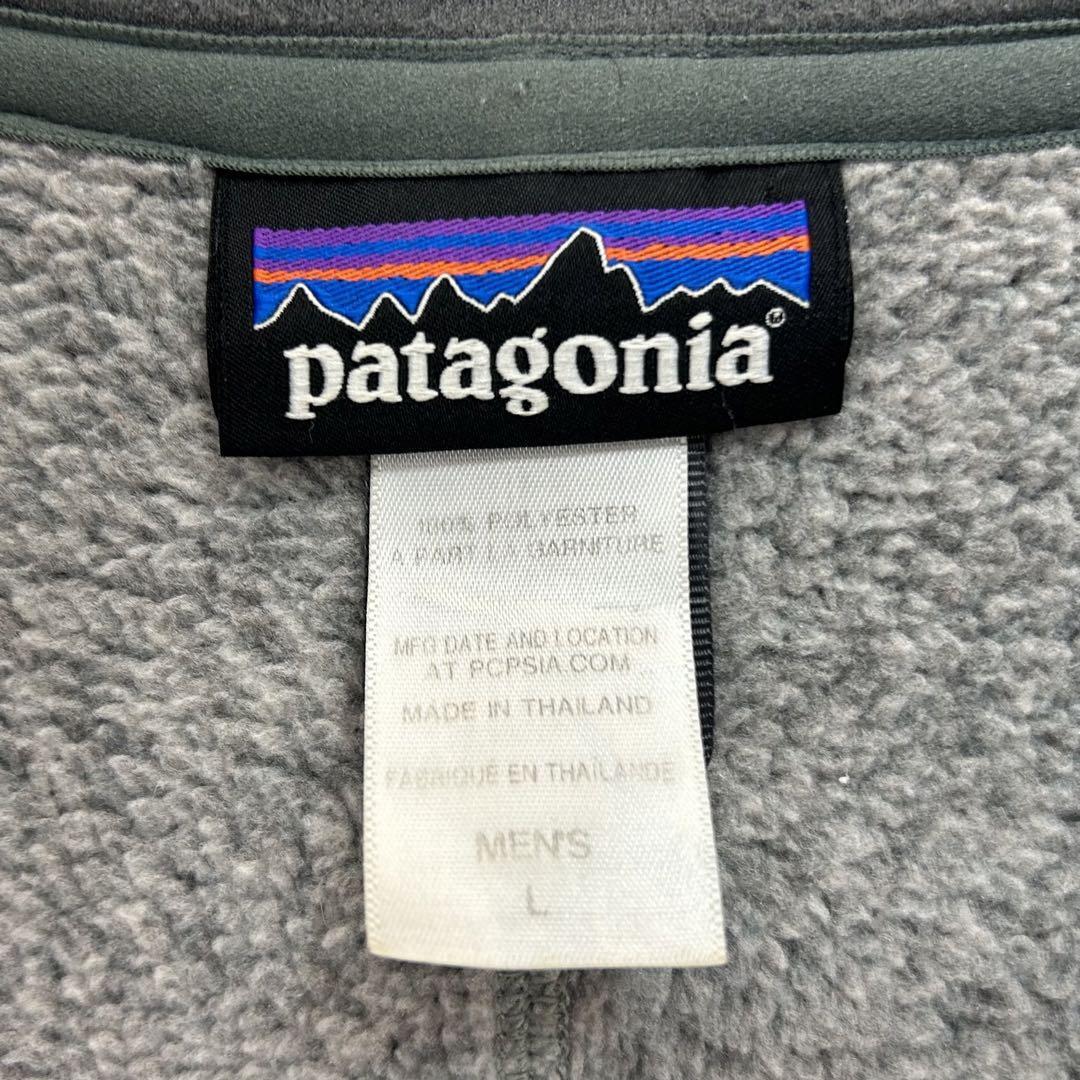 patagonia®
100% POLYESTER
A PART LA GARNITURE
MFG DATE AND LOCATION
AT PCPSIA.COM
MADE IN THAILAND
FABRIQUÉ EN THAÏLANDE
MEN'S
L